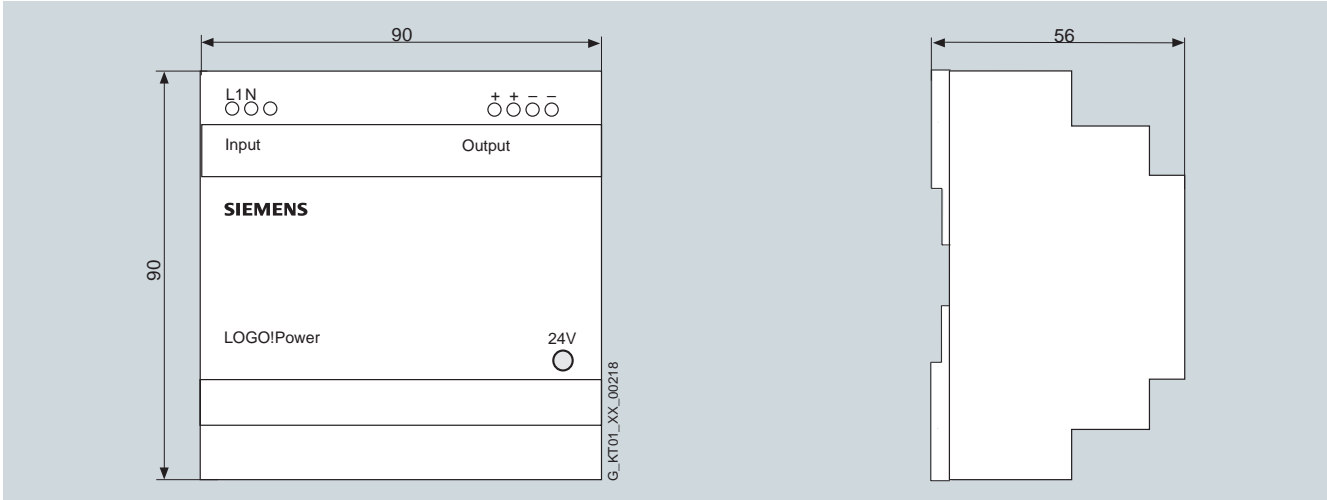 90
56
L1 N
+ + – –
Input
Output
SIEMENS
90
LOGO!Power
24V
G_KT01_XX_00218